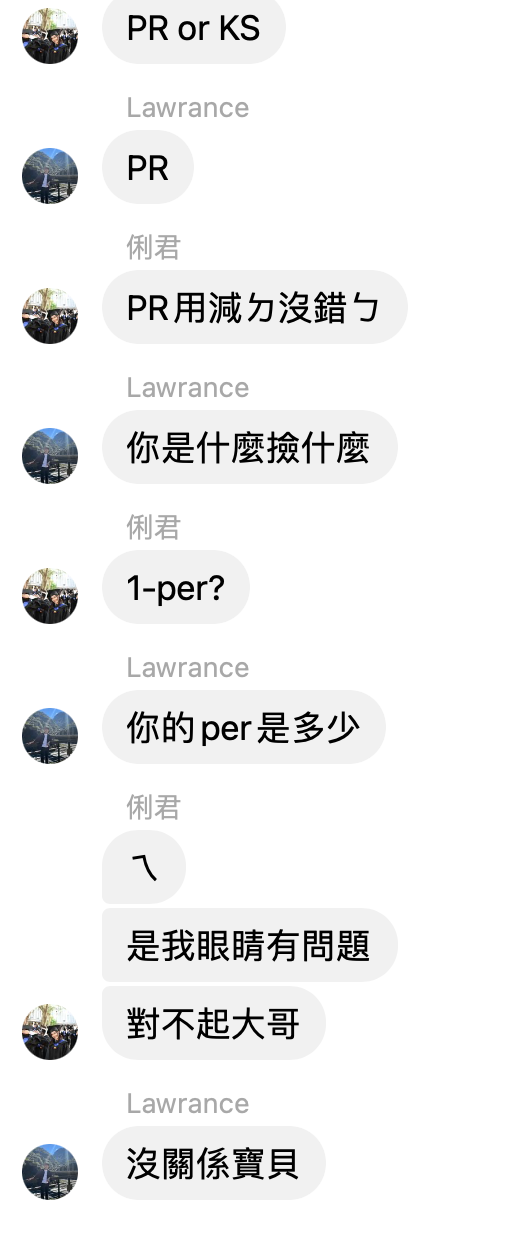 PR or KS
Lawrance
PR
俐君
PR用減ㄉ沒錯ㄅ
Lawrance
你是什麼撿什麼
俐君
1-per?
Lawrance
你的per是多少
俐君
ㄟ
是我眼睛有問題
對不起大哥
Lawrance
沒關係寶貝